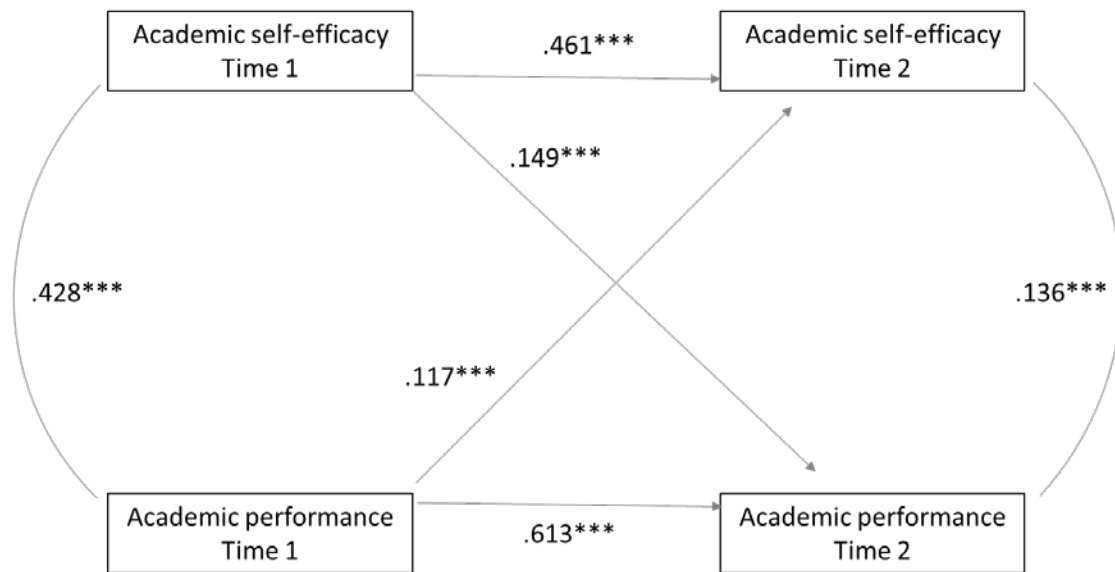 Academic self-efficacy
Time 1
.461***
Academic self-efficacy
Time 2
.149***
.428***
.136***
.117***
Academic performance
Time 1
.613***
Academic performance
Time 2